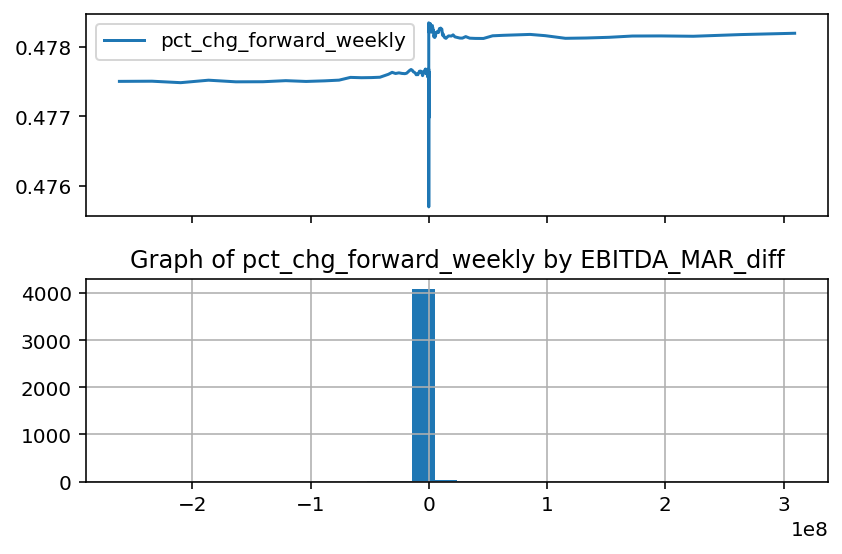 pct_chg_forward_weekly
0.478
0.477
0.476
Graph of pct_chg_forward_weekly by EBITDA_MAR_diff
4000
3000
2000
1000
0
−2 −1 0 1 2 3
1e8